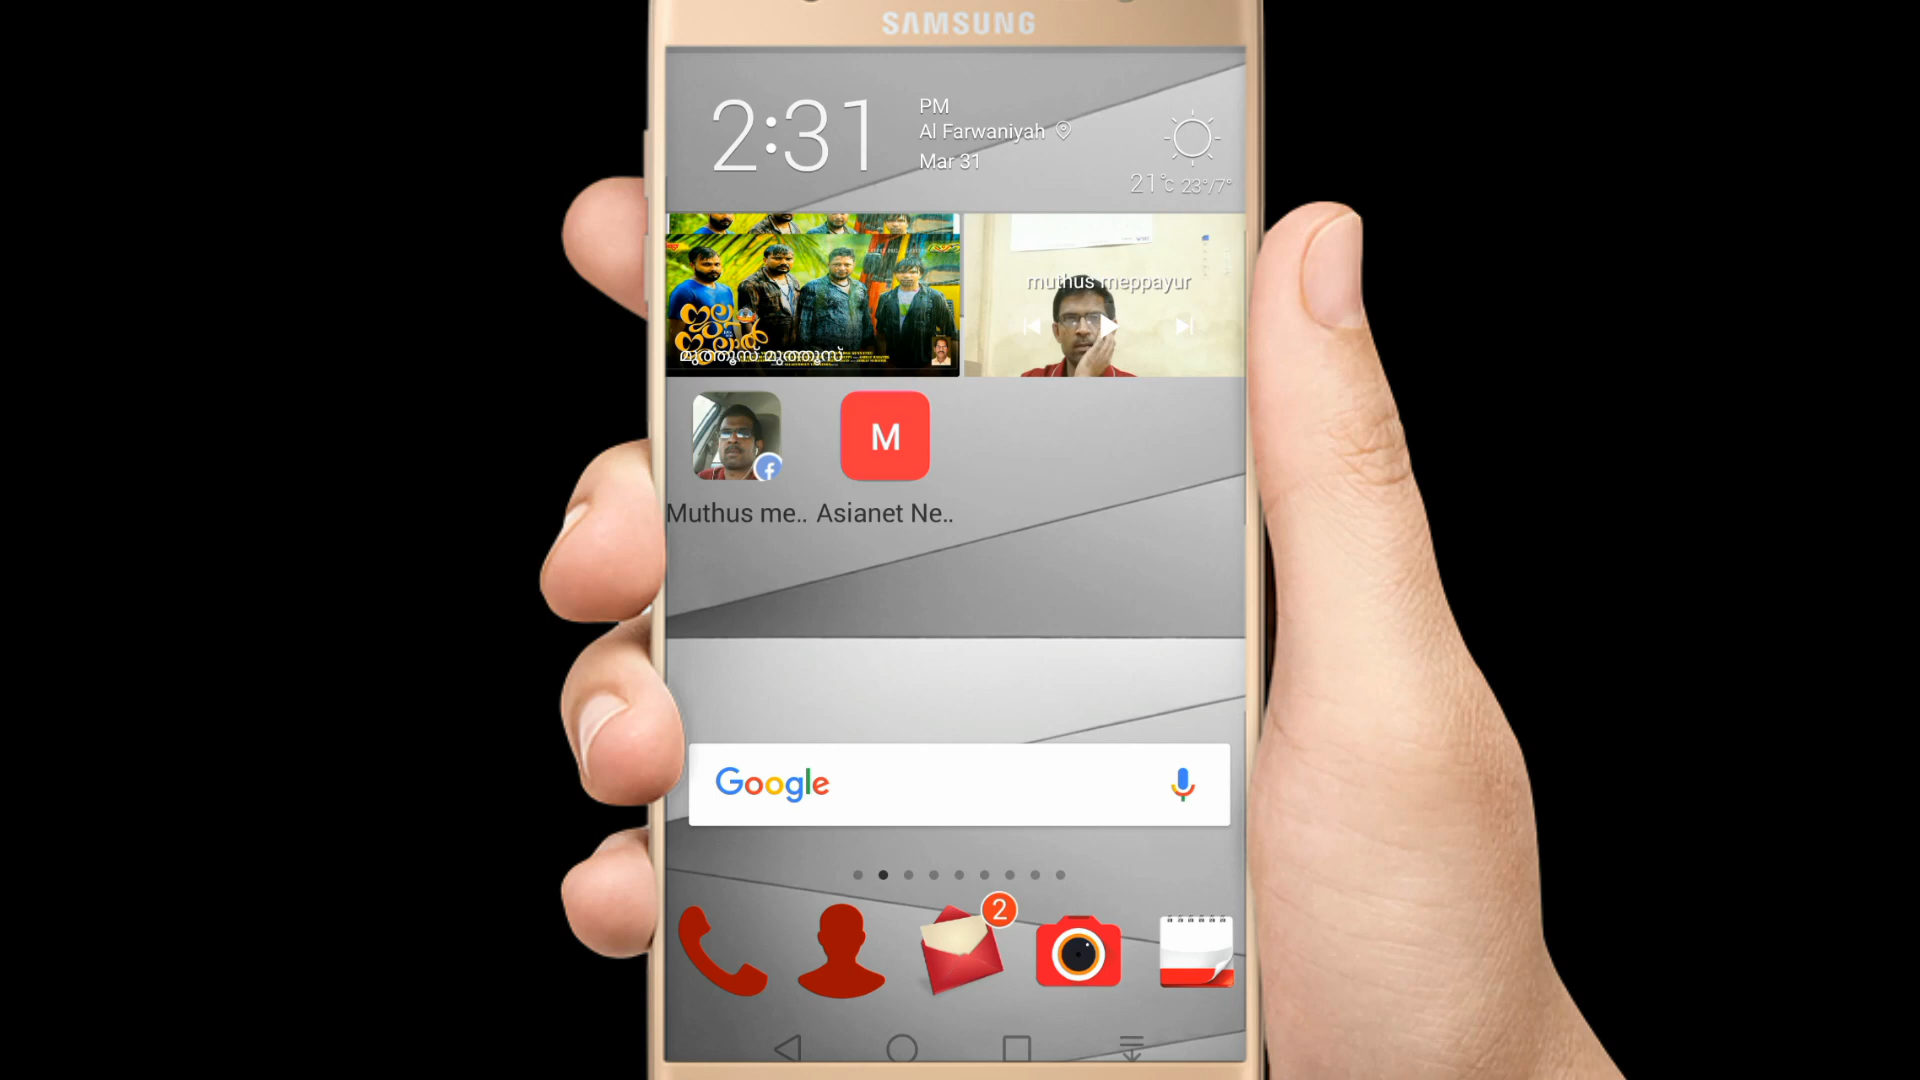 SAMSUNG
2:31
PM
Al Farwaniyah
Mar 31
21°c 23°/7°
muthus meppayur
മുത്തൂസ് മുത്തൂസ്
M
Muthus me.. Asianet Ne..
Google
2